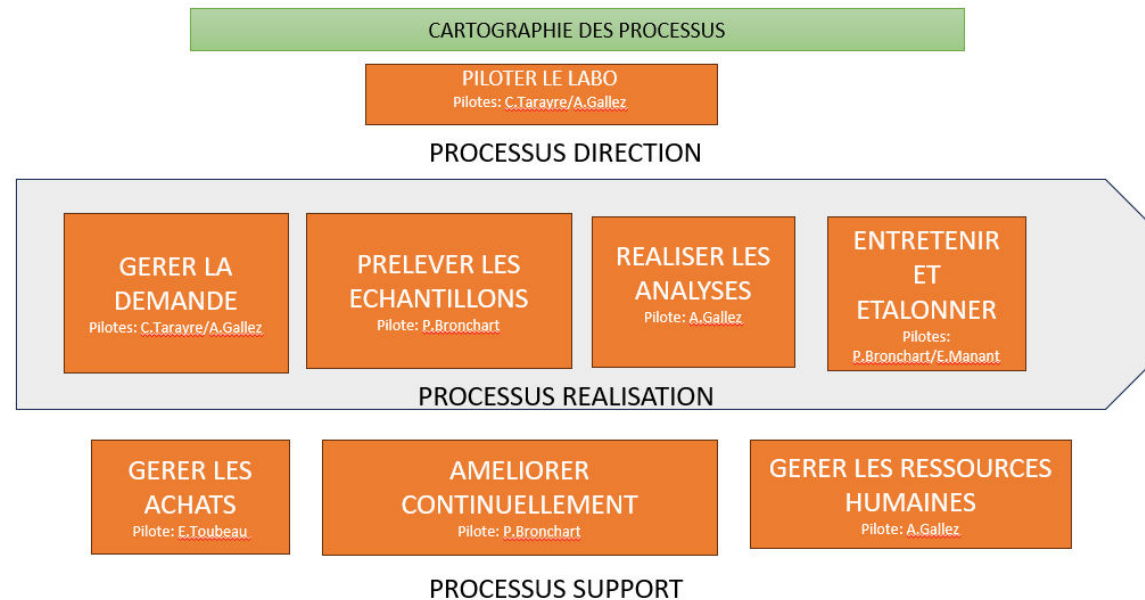 CARTOGRAPHIE DES PROCESSUS
PILOTER LE LABO
Pilotes: C.Tarayre/A.Gallez
PROCESSUS DIRECTION
GERER LA
DEMANDE
Pilotes: C.Tarayre/A.Gallez
PRELEVER LES
ECHANTILLONS
Pilote: P.Bronchart
REALISER LES
ANALYSES
Pilote: A.Gallez
ENTRETENIR
ET
ETALONNER
Pilotes:
P.Bronchart/E.Manant
PROCESSUS REALISATION
GERER LES
ACHATS
Pilote: E.Toubeau
AMELIORER
CONTINUELLEMENT
Pilote: P.Bronchart
GERER LES RESSOURCES
HUMAINES
Pilote: A.Gallez
PROCESSUS SUPPORT